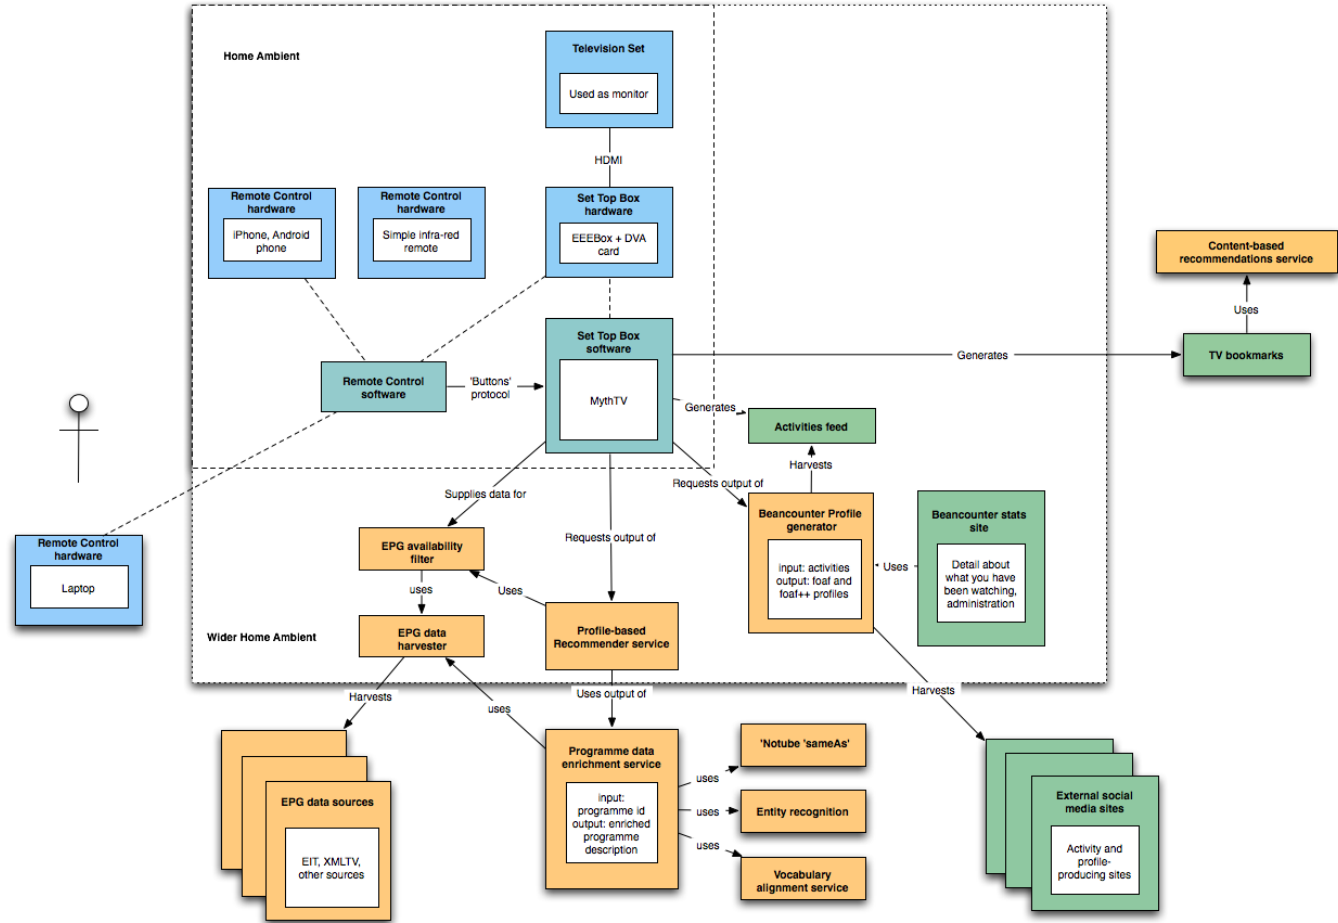 Home Ambient
Television Set
Used as monitor
HDMI
Remote Control
hardware
iPhone, Android
phone
Remote Control
hardware
Simple infra-red
remote
Set Top Box
hardware
EEEBox + DVA
card
Content-based
recommendations service
Uses
TV bookmarks
Generates
Set Top Box
software
MythTV
Remote Control
software
'Buttons'
protocol
Generates
Activities feed
Harvests
Requests output of
Supplies data for
Beancounter Profile
generator
input: activities
output: foaf and
foaf++ profiles
Uses
Beancounter stats
site
Detail about
what you have
been watching,
administration
Remote Control
hardware
Laptop
EPG availability
filter
Requests output of
uses
Uses
EPG data
harvester
Profile-based
Recommender service
Wider Home Ambient
Harvests
uses
Uses output of
Harvests
EPG data sources
EIT, XMLTV,
other sources
Programme data
enrichment service
input:
programme id
output: enriched
programme
description
uses
'Notube 'sameAs'
uses
Entity recognition
uses
Vocabulary
alignment service
External social
media sites
Activity and
profile-
producing sites